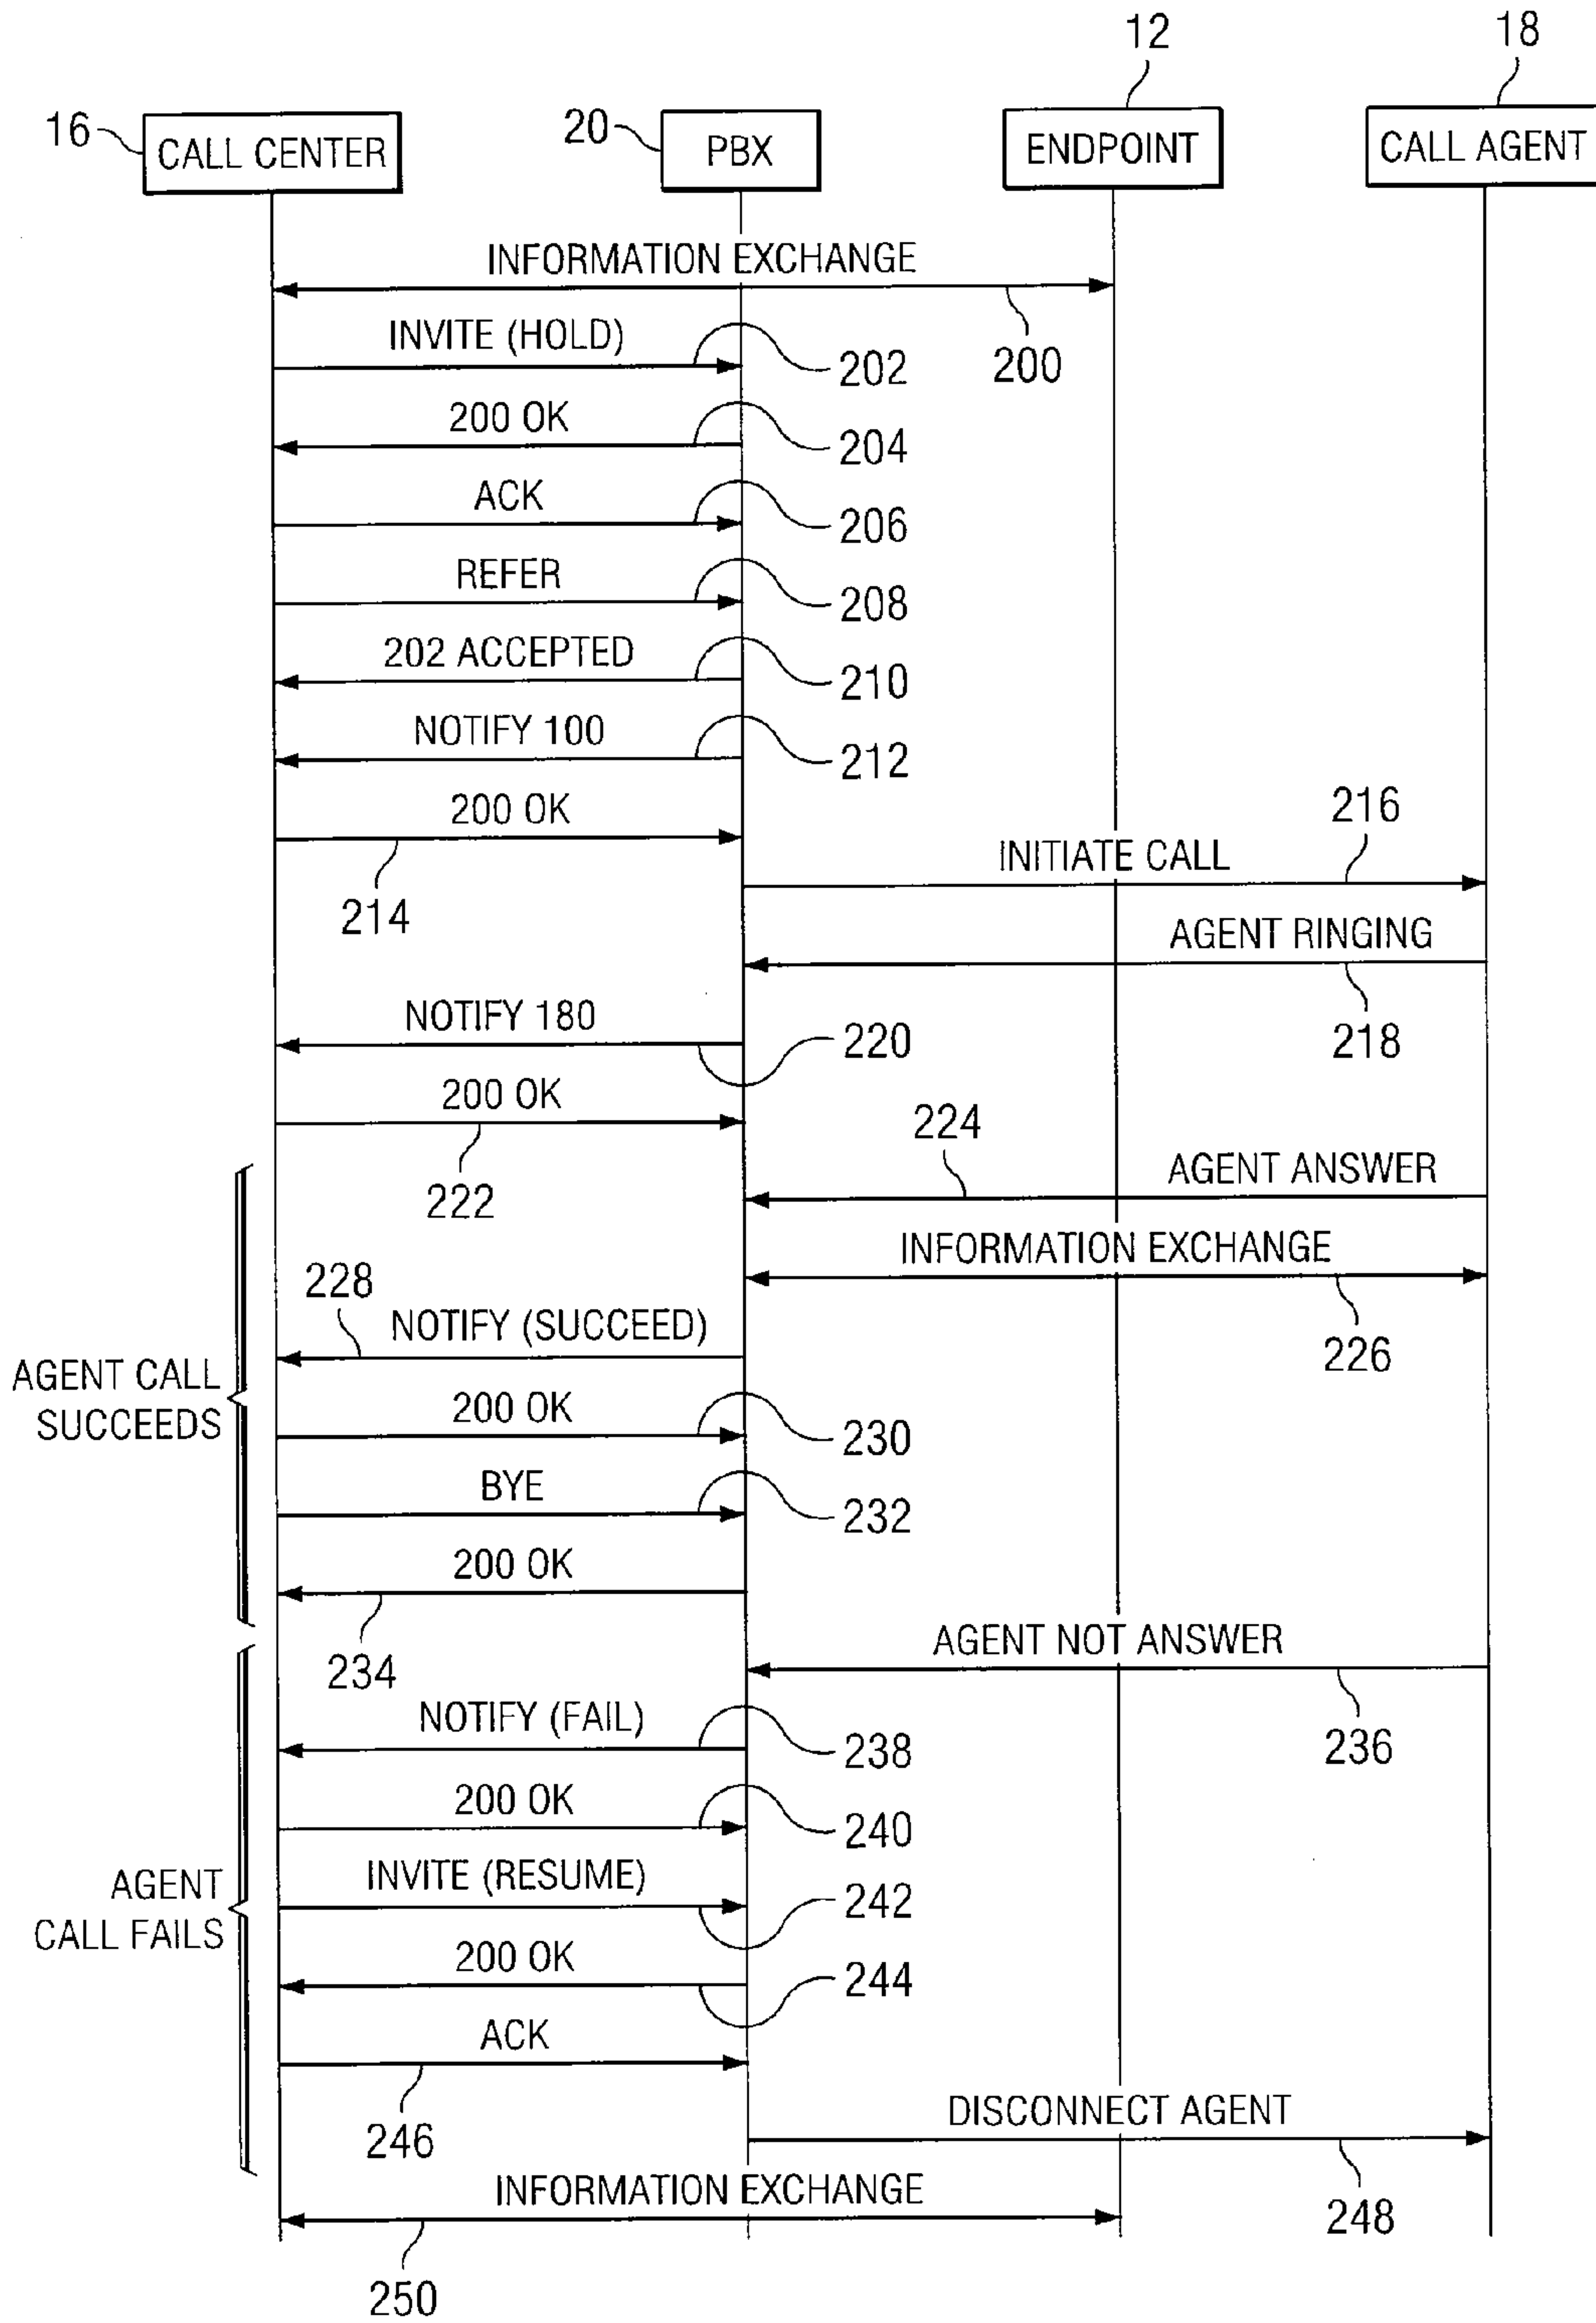 12
18
16
CALL CENTER
20
PBX
ENDPOINT
CALL AGENT
INFORMATION EXCHANGE
200
INVITE (HOLD)
202
200 OK
204
ACK
206
REFER
208
202 ACCEPTED
210
NOTIFY 100
212
200 OK
214
216
INITIATE CALL
AGENT RINGING
218
NOTIFY 180
220
200 OK
222
224
AGENT ANSWER
INFORMATION EXCHANGE
226
228
NOTIFY (SUCCEED)
AGENT CALL
SUCCEEDS
200 OK
230
BYE
232
200 OK
234
AGENT NOT ANSWER
236
NOTIFY (FAIL)
238
200 OK
240
AGENT
CALL FAILS
INVITE (RESUME)
242
200 OK
244
ACK
246
DISCONNECT AGENT
248
INFORMATION EXCHANGE
250